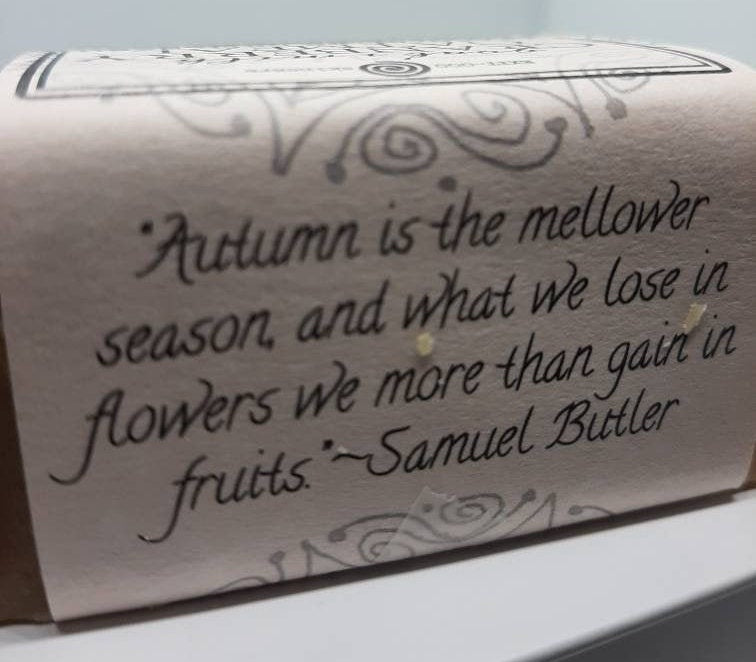 "Autumn is the mellower
season, and what we lose in
flowers we more than gain in
fruits." ~Samuel Butler